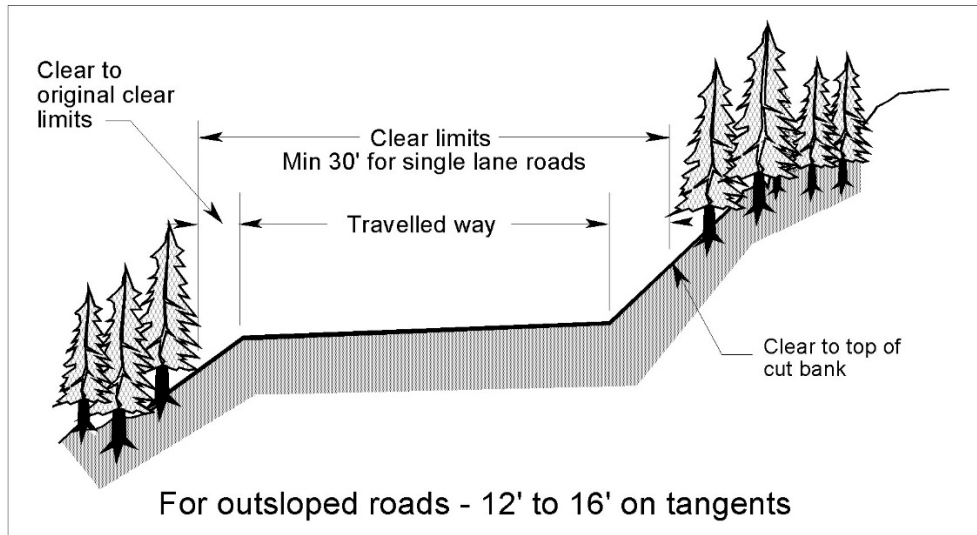 Clear to
original clear
limits
Clear limits
Min 30' for single lane roads
Travelled way
Clear to top of
cut bank
For outsloped roads - 12' to 16' on tangents